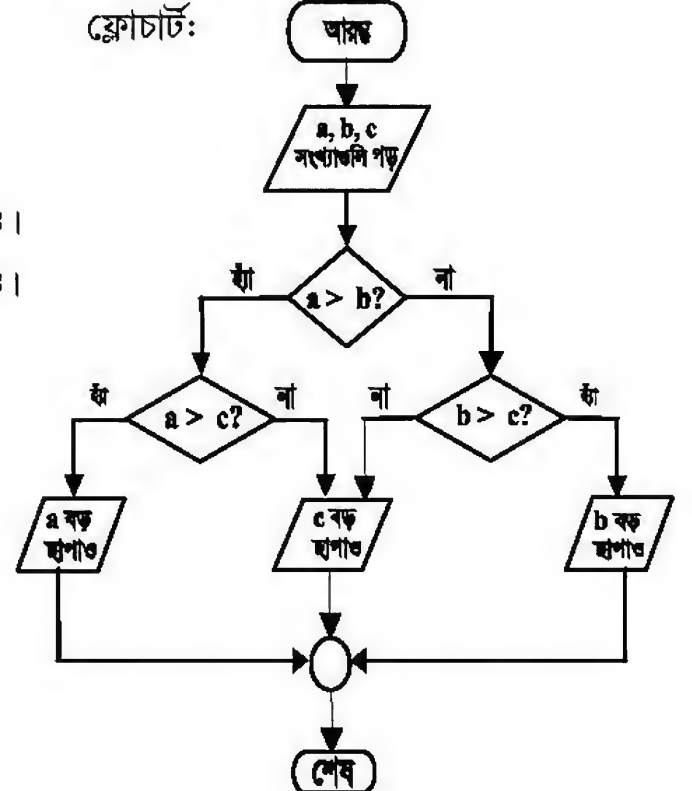 ফ্লোচার্ট:
আরম্ভ
a, b, c
সংখ্যাগুলি পড়
a > b?
হ্যাঁ
না
a > c?
হ্যাঁ
না
b > c?
না
হ্যাঁ
a বড়
ছাপাও
c বড়
ছাপাও
b বড়
ছাপাও
শেষ